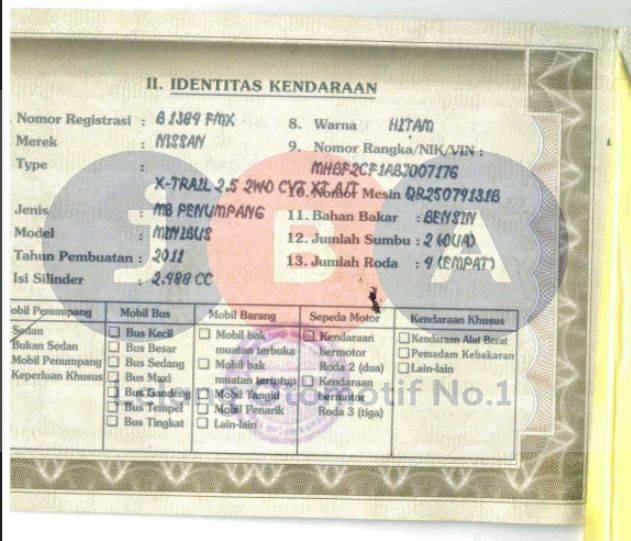 II. IDENTITAS KENDARAAN
Nomor Registrasi : B 1389 FMX
Merek : NISSAN
Type :
X-TRAIL 2.5 2WD CVT XT A/T
Jenis : MB PENUMPANG
Model : MINIBUS
Tahun Pembuatan : 2011
Isi Silinder : 2.488 CC
8. Warna HITAM
9. Nomor Rangka/NIK/VIN :
MHBF2CF1ABJ007176
10. Nomor Mesin QR25079131B
11. Bahan Bakar : BENSIN
12. Jumlah Sumbu : 2 (DUA)
13. Jumlah Roda : 4 (EMPAT)
obil Penumpang
Sedan
Bukan Sedan
Mobil Penumpang
Keperluan Khusus
Mobil Bus
Bus Kecil
Bus Besar
Bus Sedang
Bus Maxi
Bus Gandeng
Bus Tempel
Bus Tingkat
Mobil Barang
Mobil bak
muatan terbuka
Mobil bak
muatan tertutup
Mobil Tangki
Mobil Penarik
Lain-lain
Sepeda Motor
Kendaraan
bermotor
Roda 2 (dua)
Kendaraan
bermotor
Roda 3 (tiga)
Kendaraan Khusus
Kendaraan Alat Berat
Pemadam Kebakaran
Lain-lain
JBA
Lelang Otomotif No.1